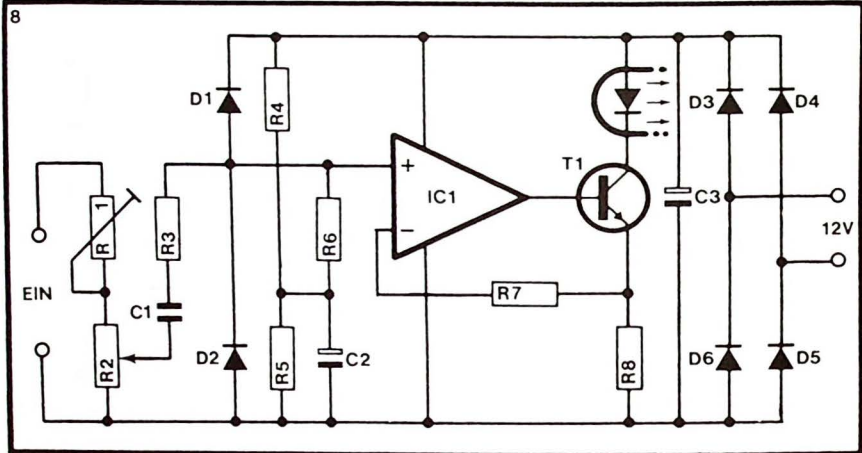 8
D1
R4
D3
D4
T1
+
IC1
−
R 1
R3
R6
C3
12V
EIN
R7
C1
R2
D2
R5
C2
R8
D6
D5